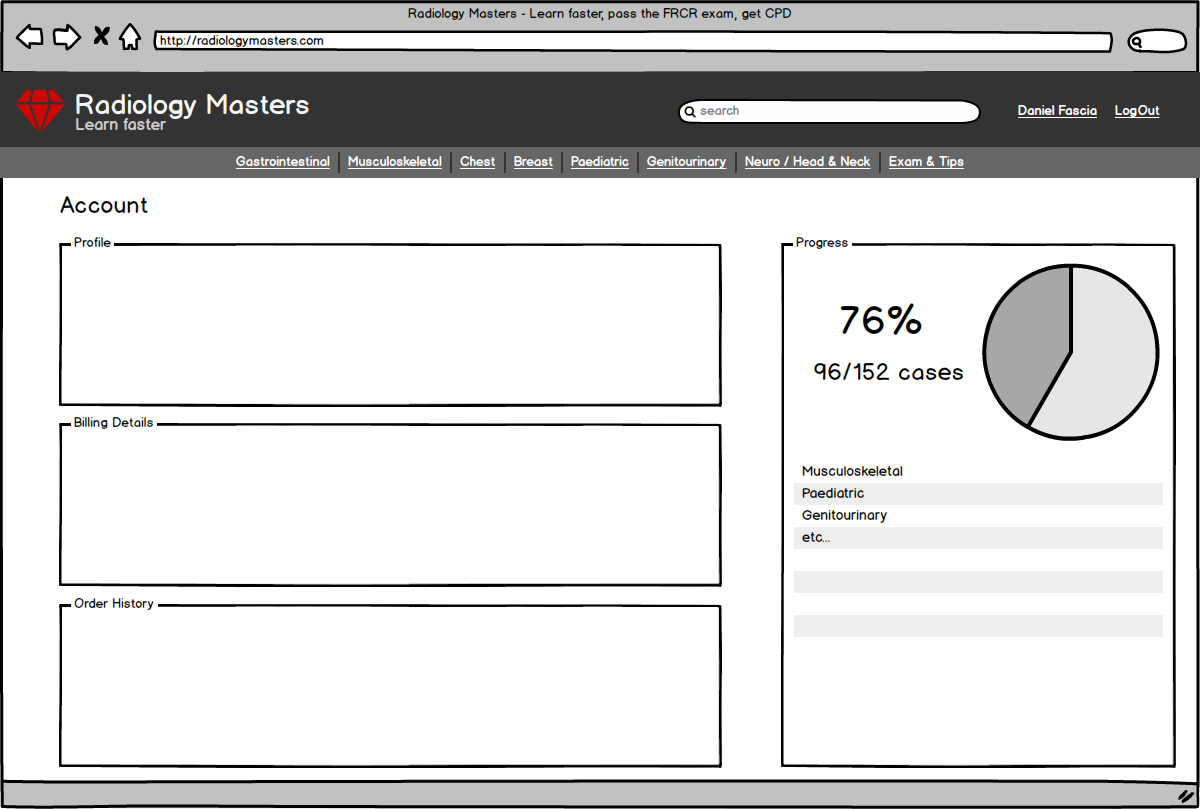 Radiology Masters - Learn faster, pass the FRCR exam, get CPD
http://radiologymasters.com
Radiology Masters
Learn faster
search
Daniel Fascia LogOut
Gastrointestinal Musculoskeletal Chest Breast Paediatric Genitourinary Neuro / Head & Neck Exam & Tips
Account
Profile
Billing Details
Order History
Progress
76%
96/152 cases
Musculoskeletal
Paediatric
Genitourinary
etc...